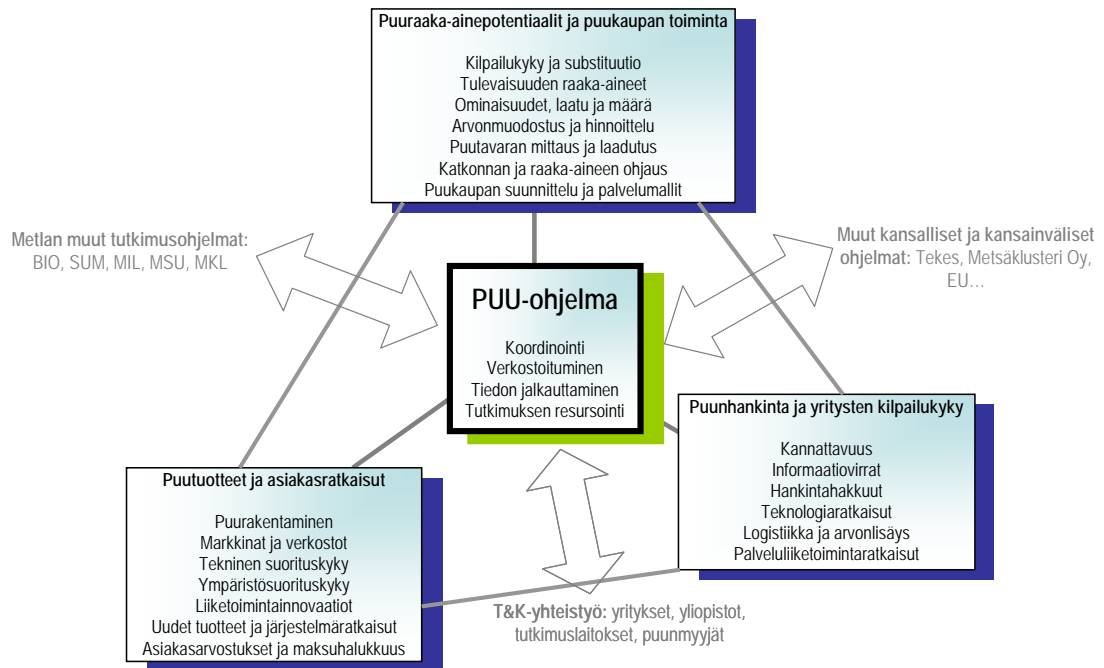 Puuraaka-ainepotentiaalit ja puukaupan toiminta
Kilpailukyky ja substituutio
Tulevaisuuden raaka-aineet
Ominaisuudet, laatu ja määrä
Arvonmuodostus ja hinnoittelu
Puutavaran mittaus ja laadutus
Katkonnan ja raaka-aineen ohjaus
Puukaupan suunnittelu ja palvelumallit
Metlan muut tutkimusohjelmat:
BIO, SUM, MIL, MSU, MKL
Muut kansalliset ja kansainväliset
ohjelmat: Tekes, Metsäklusteri Oy,
EU…
PUU-ohjelma
Koordinointi
Verkostoituminen
Tiedon jalkauttaminen
Tutkimuksen resursointi
Puunhankinta ja yritysten kilpailukyky
Kannattavuus
Informaatiovirrat
Hankintahakkuut
Teknologiaratkaisut
Logistiikka ja arvonlisäys
Palveluliiketoimintaratkaisut
Puutuotteet ja asiakasratkaisut
Puurakentaminen
Markkinat ja verkostot
Tekninen suorituskyky
Ympäristösuorituskyky
Liiketoimintainnovaatiot
Uudet tuotteet ja järjestelmäratkaisut
Asiakasarvostukset ja maksuhalukkuus
T&K-yhteistyö: yritykset, yliopistot,
tutkimuslaitokset, puunmyyjät